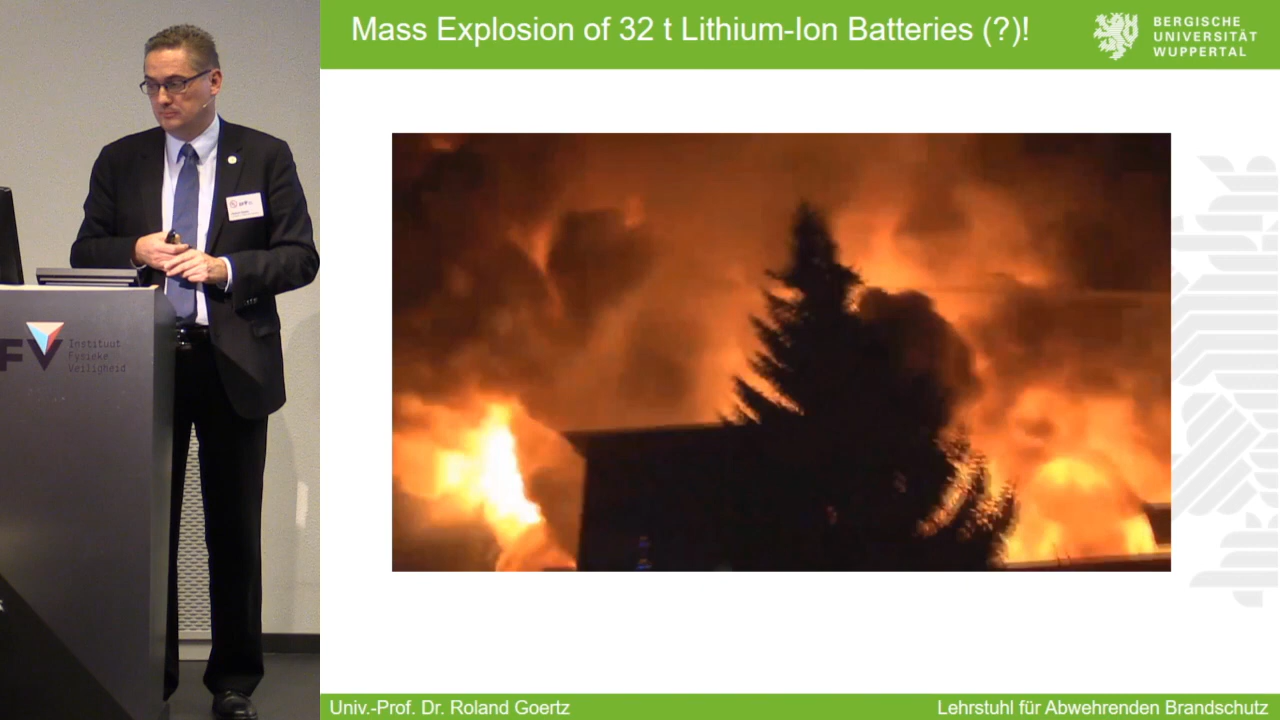 Mass Explosion of 32 t Lithium-Ion Batteries (?)!
BERGISCHE
UNIVERSITÄT
WUPPERTAL
FV
Instituut
Fysieke
Veiligheid
Univ.-Prof. Dr. Roland Goertz
Lehrstuhl für Abwehrenden Brandschutz